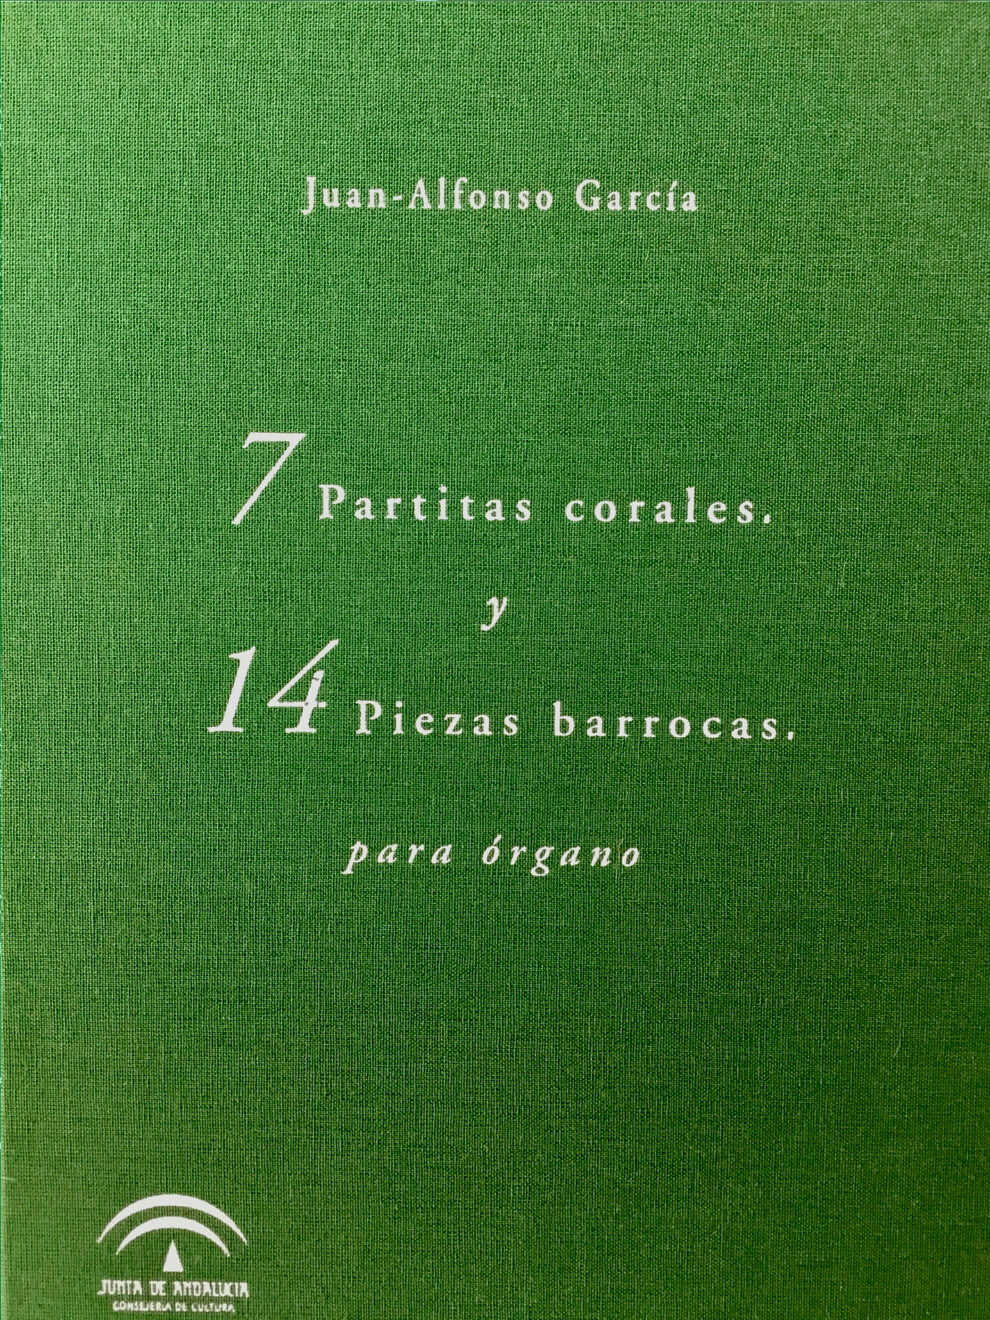 Juan-Alfonso García
7 Partitas corales.
y
14 Piezas barrocas.
para órgano
JUNTA DE ANDALUCIA
CONSEJERIA DE CULTURA